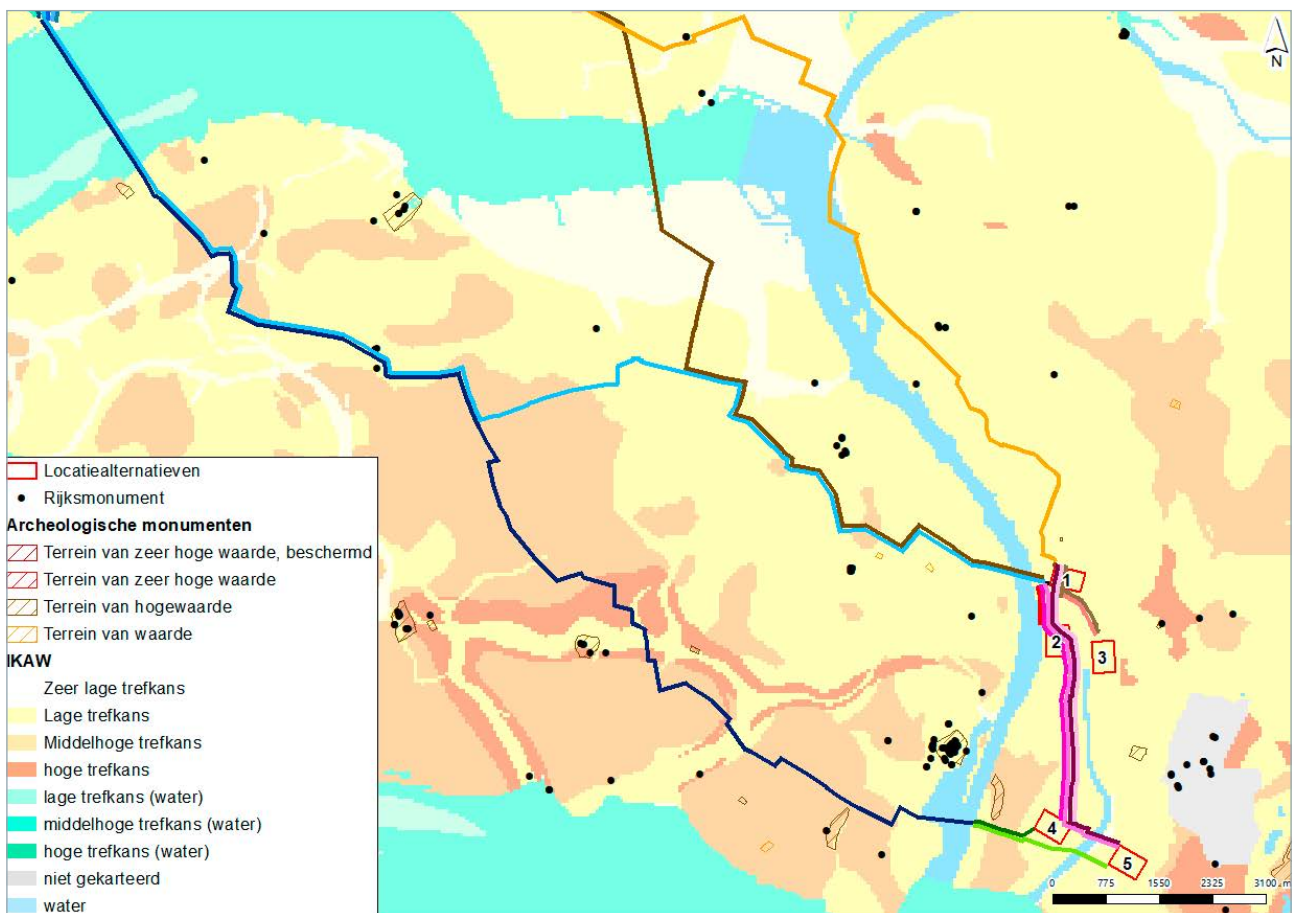 N
1
2
3
4
5
Locatiealternatieven
Rijksmonument
Archeologische monumenten
Terrein van zeer hoge waarde, beschermd
Terrein van zeer hoge waarde
Terrein van hogewaarde
Terrein van waarde
IKAW
Zeer lage trefkans
Lage trefkans
Middelhoge trefkans
hoge trefkans
lage trefkans (water)
middelhoge trefkans (water)
hoge trefkans (water)
niet gekarteerd
water
0 775 1550 2325 3100 m